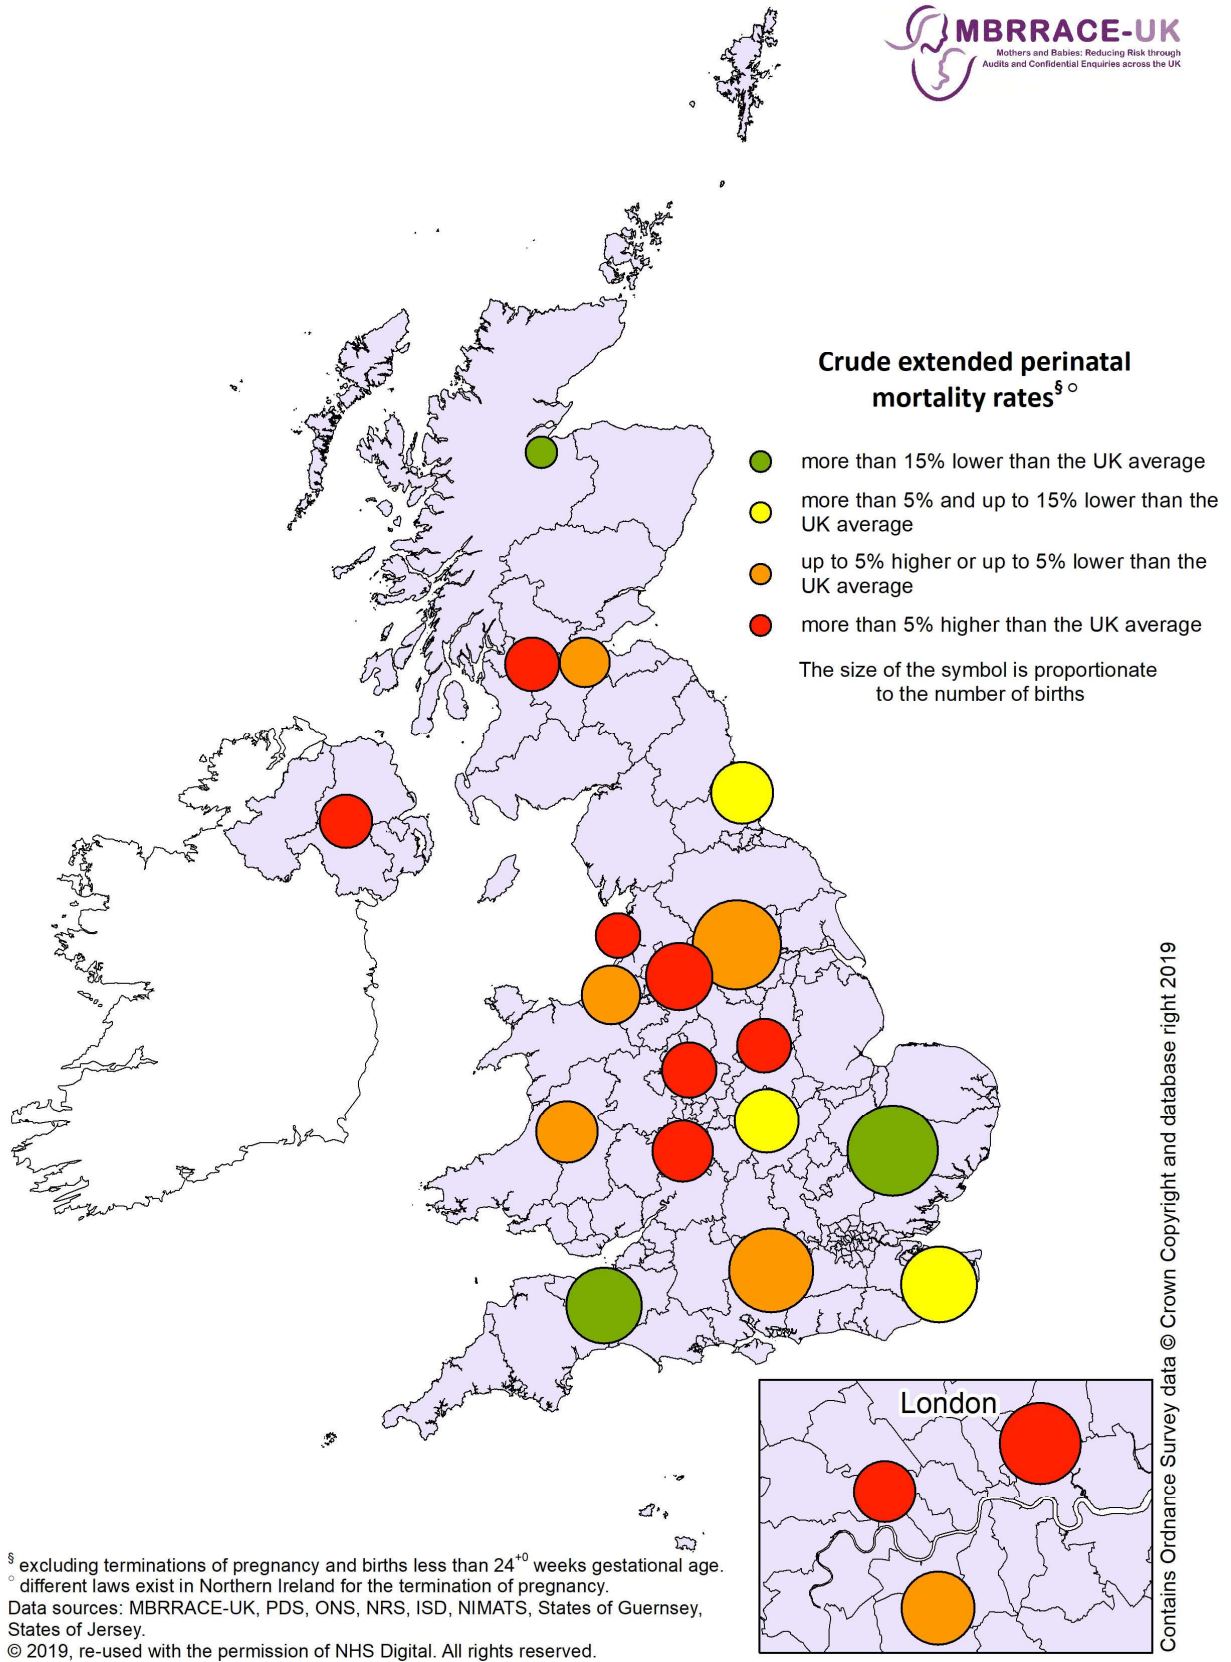 MBRRACE-UK
Mothers and Babies: Reducing Risk through
Audits and Confidential Enquiries across the UK
Crude extended perinatal
mortality rates§ ○
more than 15% lower than the UK average
more than 5% and up to 15% lower than the
UK average
up to 5% higher or up to 5% lower than the
UK average
more than 5% higher than the UK average
The size of the symbol is proportionate
to the number of births
London
Contains Ordnance Survey data © Crown Copyright and database right 2019
§ excluding terminations of pregnancy and births less than 24+0 weeks gestational age.
○ different laws exist in Northern Ireland for the termination of pregnancy.
Data sources: MBRRACE-UK, PDS, ONS, NRS, ISD, NIMATS, States of Guernsey,
States of Jersey.
© 2019, re-used with the permission of NHS Digital. All rights reserved.